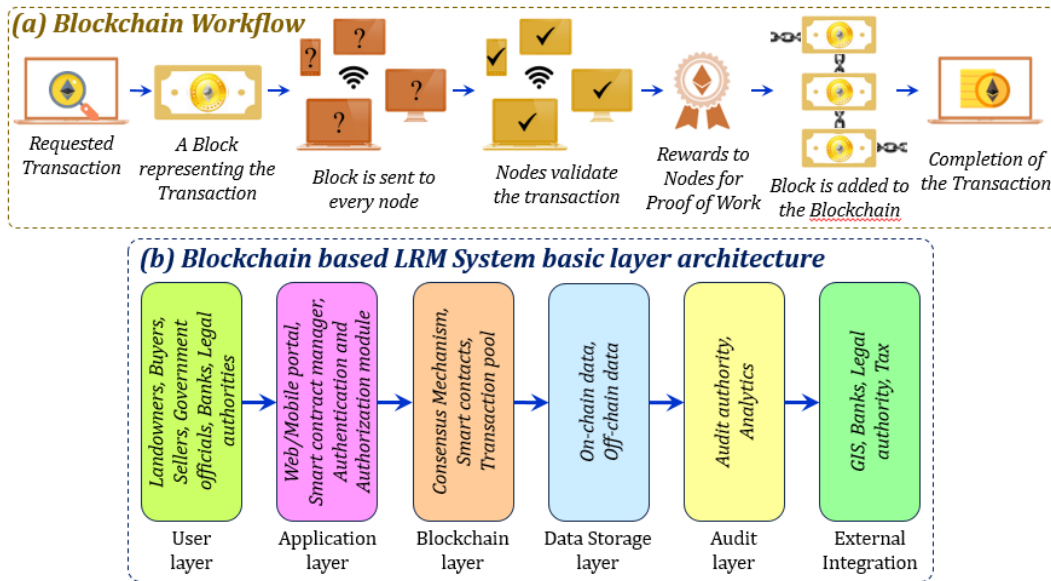 (a) Blockchain Workflow
?
?
?
?
✓
✓
✓
✓
Requested
Transaction
A Block
representing the
Transaction
Block is sent to
every node
Nodes validate
the transaction
Rewards to
Nodes for
Proof of Work
Block is added to
the Blockchain
Completion of
the Transaction
(b) Blockchain based LRM System basic layer architecture
Landowners, Buyers,
Sellers, Government
officials, Banks, Legal
authorities
Web/Mobile portal,
Smart contract manager,
Authentication and
Authorization module
Consensus Mechanism,
Smart contacts,
Transaction pool
On-chain data,
Off-chain data
Audit authority,
Analytics
GIS, Banks, Legal
authority, Tax
User
layer
Application
layer
Blockchain
layer
Data Storage
layer
Audit
layer
External
Integration